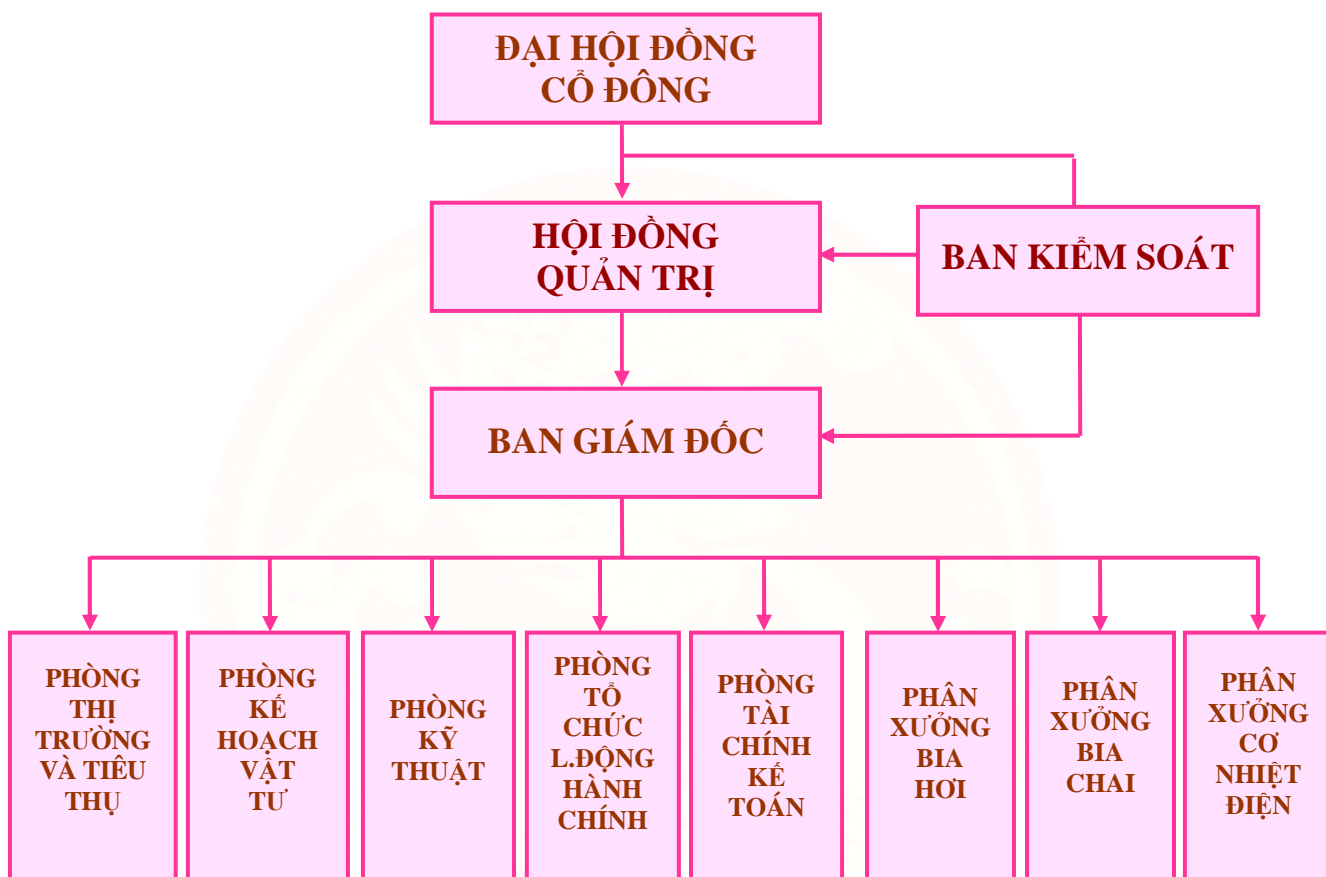 ĐẠI HỘI ĐỒNG
CỔ ĐÔNG
HỘI ĐỒNG
QUẢN TRỊ
BAN KIỂM SOÁT
BAN GIÁM ĐỐC
PHÒNG
THỊ
TRƯỜNG
VÀ TIÊU
THỤ
PHÒNG
KẾ
HOẠCH
VẬT
TƯ
PHÒNG
KỸ
THUẬT
PHÒNG
TỔ
CHỨC
L.ĐỘNG
HÀNH
CHÍNH
PHÒNG
TÀI
CHÍNH
KẾ
TOÁN
PHÂN
XƯỞNG
BIA
HƠI
PHÂN
XƯỞNG
BIA
CHAI
PHÂN
XƯỞNG
CƠ
NHIỆT
ĐIỆN